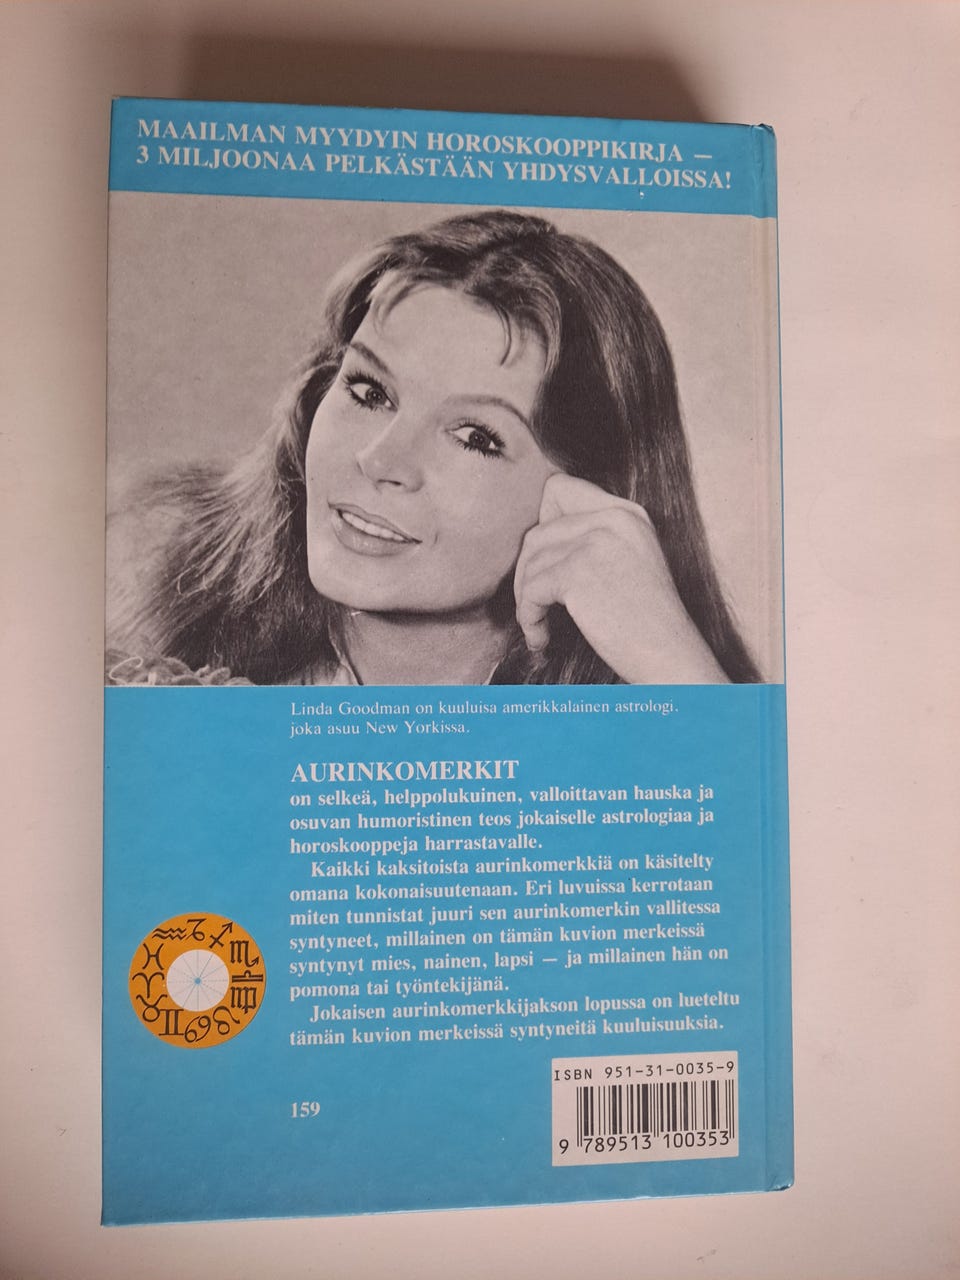 MAAILMAN MYYDYIN HOROSKOOPPIKIRJA —
3 MILJOONAA PELKÄSTÄÄN YHDYSVALLOISSA!
Linda Goodman on kuuluisa amerikkalainen astrologi,
joka asuu New Yorkissa.
AURINKOMERKIT
on selkeä, helppolukuinen, valloittavan hauska ja
osuvan humoristinen teos jokaiselle astrologiaa ja
horoskooppeja harrastavalle.
Kaikki kaksitoista aurinkomerkkiä on käsitelty
omana kokonaisuutenaan. Eri luvuissa kerrotaan
miten tunnistat juuri sen aurinkomerkin vallitessa
syntyneet, millainen on tämän kuvion merkeissä
syntynyt mies, nainen, lapsi — ja millainen hän on
pomona tai työntekijänä.
Jokaisen aurinkomerkkijakson lopussa on lueteltu
tämän kuvion merkeissä syntyneitä kuuluisuuksia.
ISBN 951-31-0035-9
159
9 789513 100353